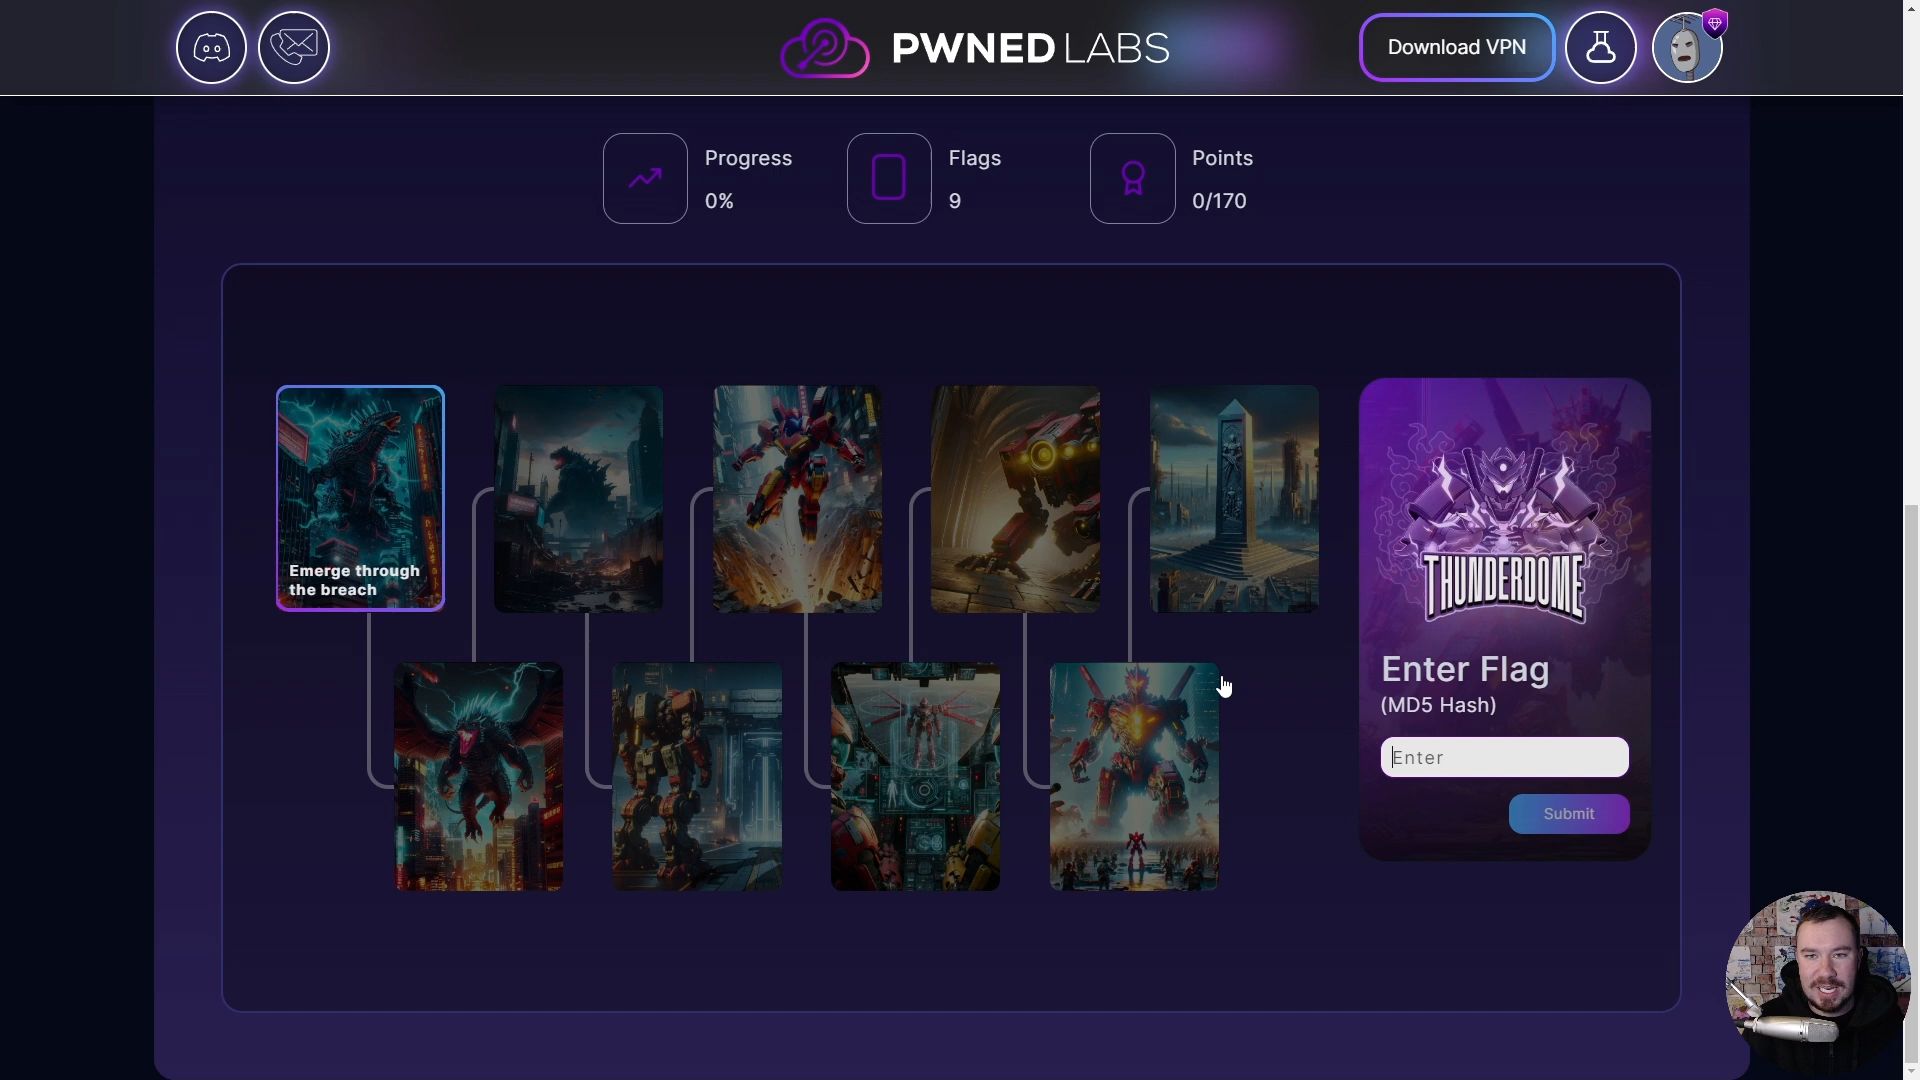 PWNED LABS
Download VPN
Progress
0%
Flags
9
Points
0/170
Emerge through
the breach
THUNDERDOME
Enter Flag
(MD5 Hash)
Enter
Submit